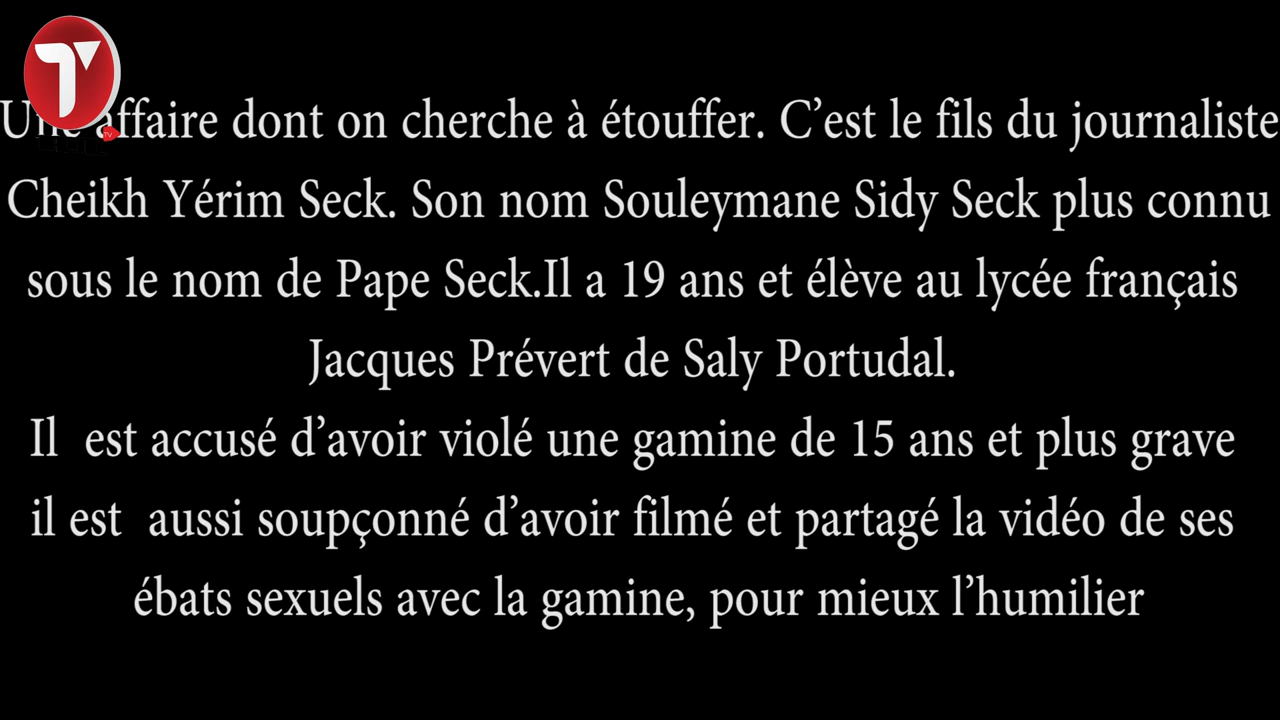 Une affaire dont on cherche à étouffer. C’est le fils du journaliste
Cheikh Yérim Seck. Son nom Souleymane Sidy Seck plus connu
sous le nom de Pape Seck.Il a 19 ans et élève au lycée français
Jacques Prévert de Saly Portudal.
Il est accusé d’avoir violé une gamine de 15 ans et plus grave
il est aussi soupçonné d’avoir filmé et partagé la vidéo de ses
ébats sexuels avec la gamine, pour mieux l’humilier
TV